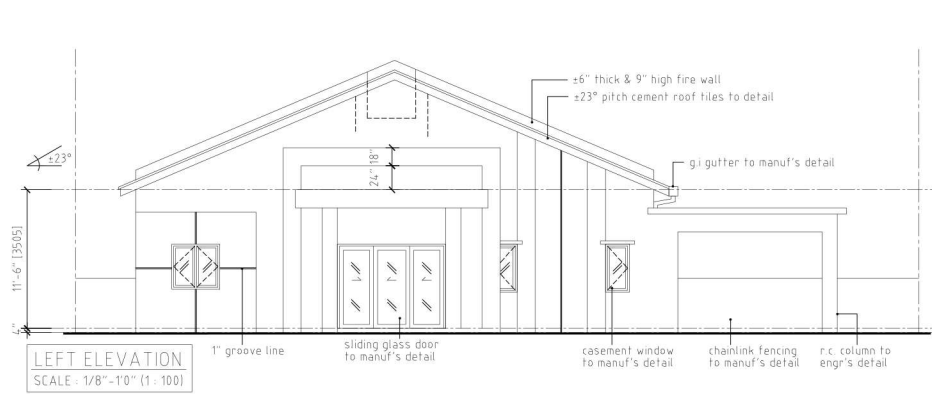 ±6" thick & 9" high fire wall
±23° pitch cement roof tiles to detail
±23°
18"
24"
g.i gutter to manuf's detail
11'-6" [3505]
4"
1" groove line
sliding glass door
to manuf's detail
casement window
to manuf's detail
chainlink fencing
to manuf's detail
r.c. column to
engr's detail
LEFT ELEVATION
SCALE : 1/8"-1'0" (1 : 100)